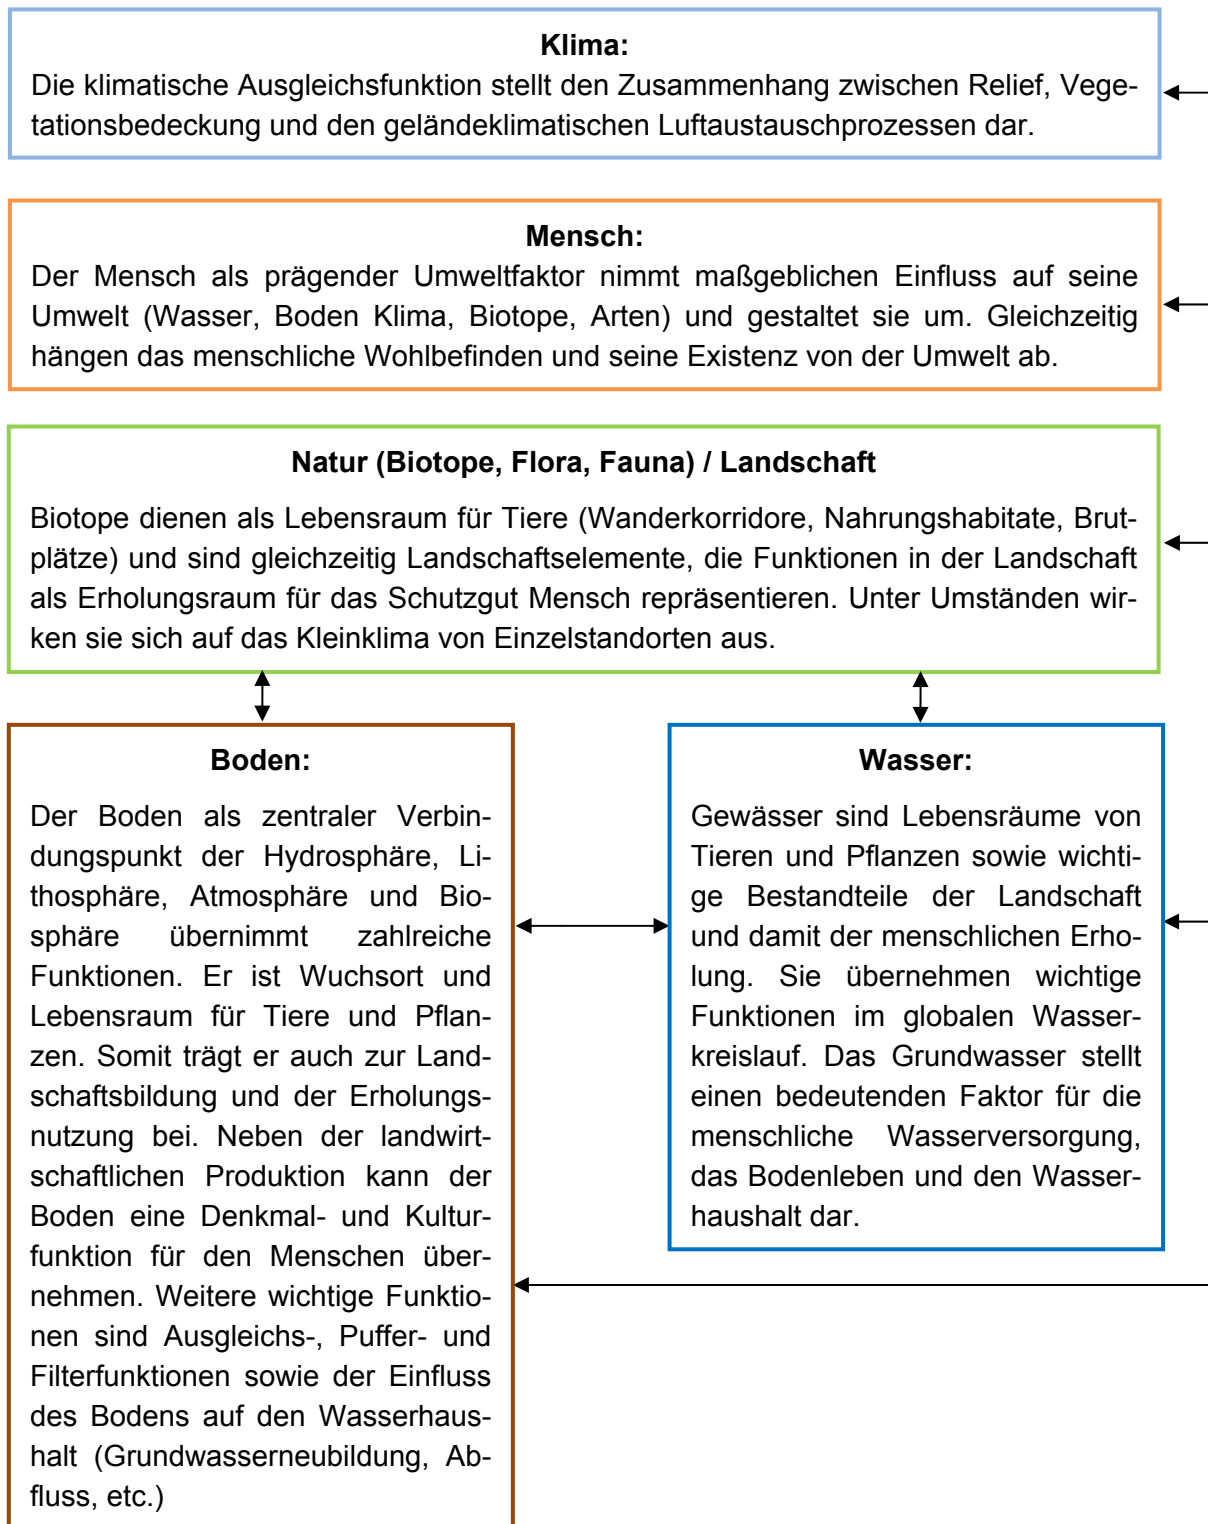 Klima:
Die klimatische Ausgleichsfunktion stellt den Zusammenhang zwischen Relief, Vege-
tationsbedeckung und den geländeklimatischen Luftaustauschprozessen dar.
Mensch:
Der Mensch als prägender Umweltfaktor nimmt maßgeblichen Einfluss auf seine
Umwelt (Wasser, Boden Klima, Biotope, Arten) und gestaltet sie um. Gleichzeitig
hängen das menschliche Wohlbefinden und seine Existenz von der Umwelt ab.
Natur (Biotope, Flora, Fauna) / Landschaft
Biotope dienen als Lebensraum für Tiere (Wanderkorridore, Nahrungshabitate, Brut-
plätze) und sind gleichzeitig Landschaftselemente, die Funktionen in der Landschaft
als Erholungsraum für das Schutzgut Mensch repräsentieren. Unter Umständen wir-
ken sie sich auf das Kleinklima von Einzelstandorten aus.
Boden:
Der Boden als zentraler Verbin-
dungspunkt der Hydrosphäre, Li-
thosphäre, Atmosphäre und Bio-
sphäre übernimmt zahlreiche
Funktionen. Er ist Wuchsort und
Lebensraum für Tiere und Pflan-
zen. Somit trägt er auch zur Land-
schaftsbildung und der Erholungs-
nutzung bei. Neben der landwirt-
schaftlichen Produktion kann der
Boden eine Denkmal- und Kultur-
funktion für den Menschen über-
nehmen. Weitere wichtige Funktio-
nen sind Ausgleichs-, Puffer- und
Filterfunktionen sowie der Einfluss
des Bodens auf den Wasserhaus-
halt (Grundwasserneubildung, Ab-
fluss, etc.)
Wasser:
Gewässer sind Lebensräume von
Tieren und Pflanzen sowie wichti-
ge Bestandteile der Landschaft
und damit der menschlichen Erho-
lung. Sie übernehmen wichtige
Funktionen im globalen Wasser-
kreislauf. Das Grundwasser stellt
einen bedeutenden Faktor für die
menschliche Wasserversorgung,
das Bodenleben und den Wasser-
haushalt dar.